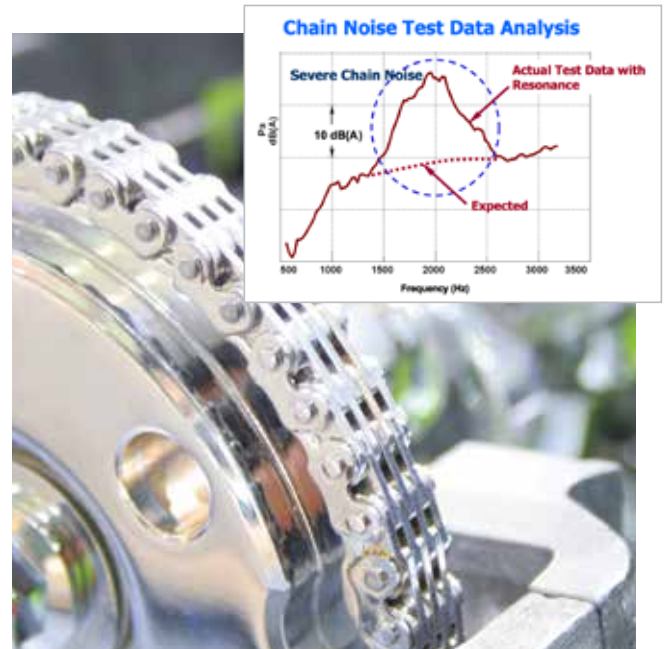 Chain Noise Test Data Analysis
Severe Chain Noise
Actual Test Data with
Resonance
Pa
dB(A)
10 dB(A)
Expected
500 1000 1500 2000 2500 3000 3500
Frequency (Hz)